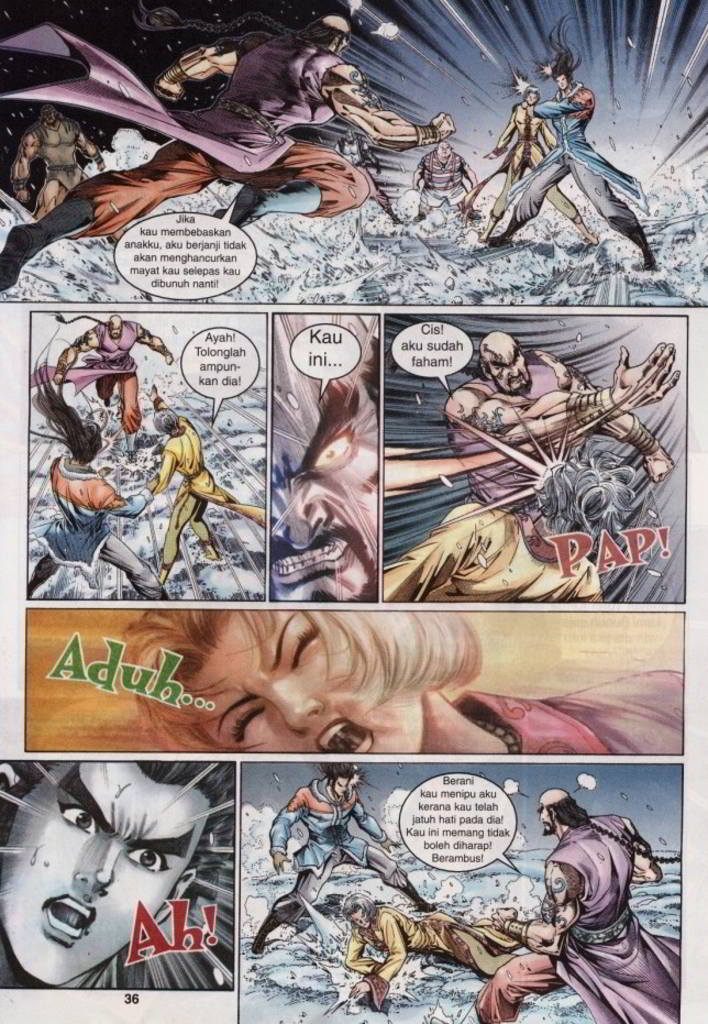 Jika
kau membebaskan
anakku, aku berjanji tidak
akan menghancurkan
mayat kau selepas kau
dibunuh nanti!
Ayah!
Tolonglah
ampun-
kan dia!
Kau
ini...
Cis!
aku sudah
faham!
PAP!
Aduh...
Ah!
Berani
kau menipu aku
kerana kau telah
jatuh hati pada dia!
Kau ini memang tidak
boleh diharap!
Berambus!
36